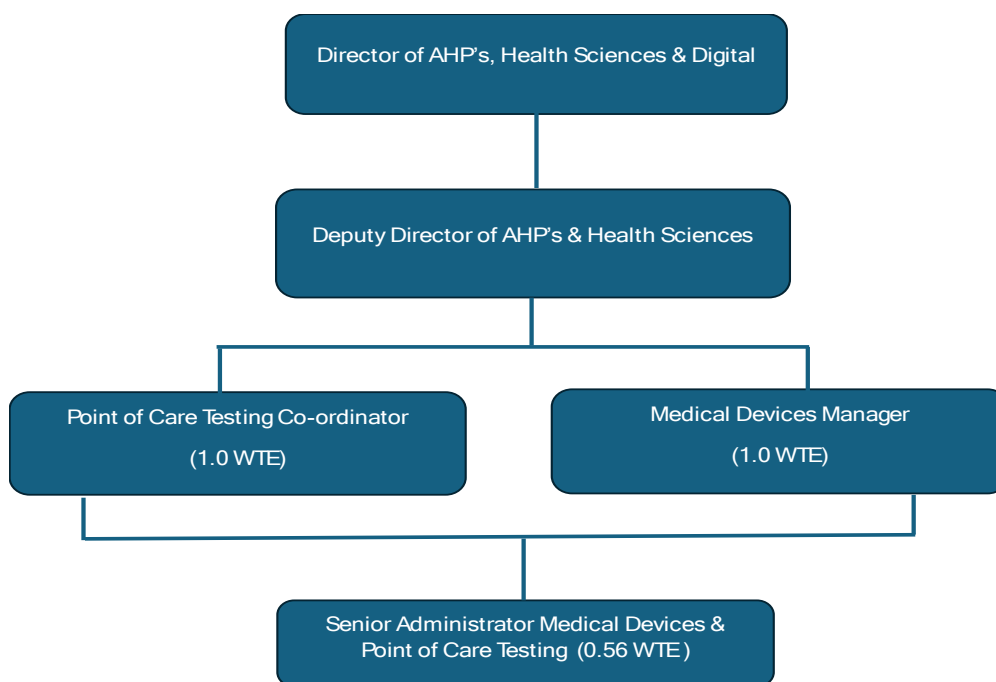 Director of AHP's, Health Sciences & Digital
Deputy Director of AHP's & Health Sciences
Point of Care Testing Co-ordinator
(1.0 WTE)
Medical Devices Manager
(1.0 WTE)
Senior Administrator Medical Devices &
Point of Care Testing (0.56 WTE)